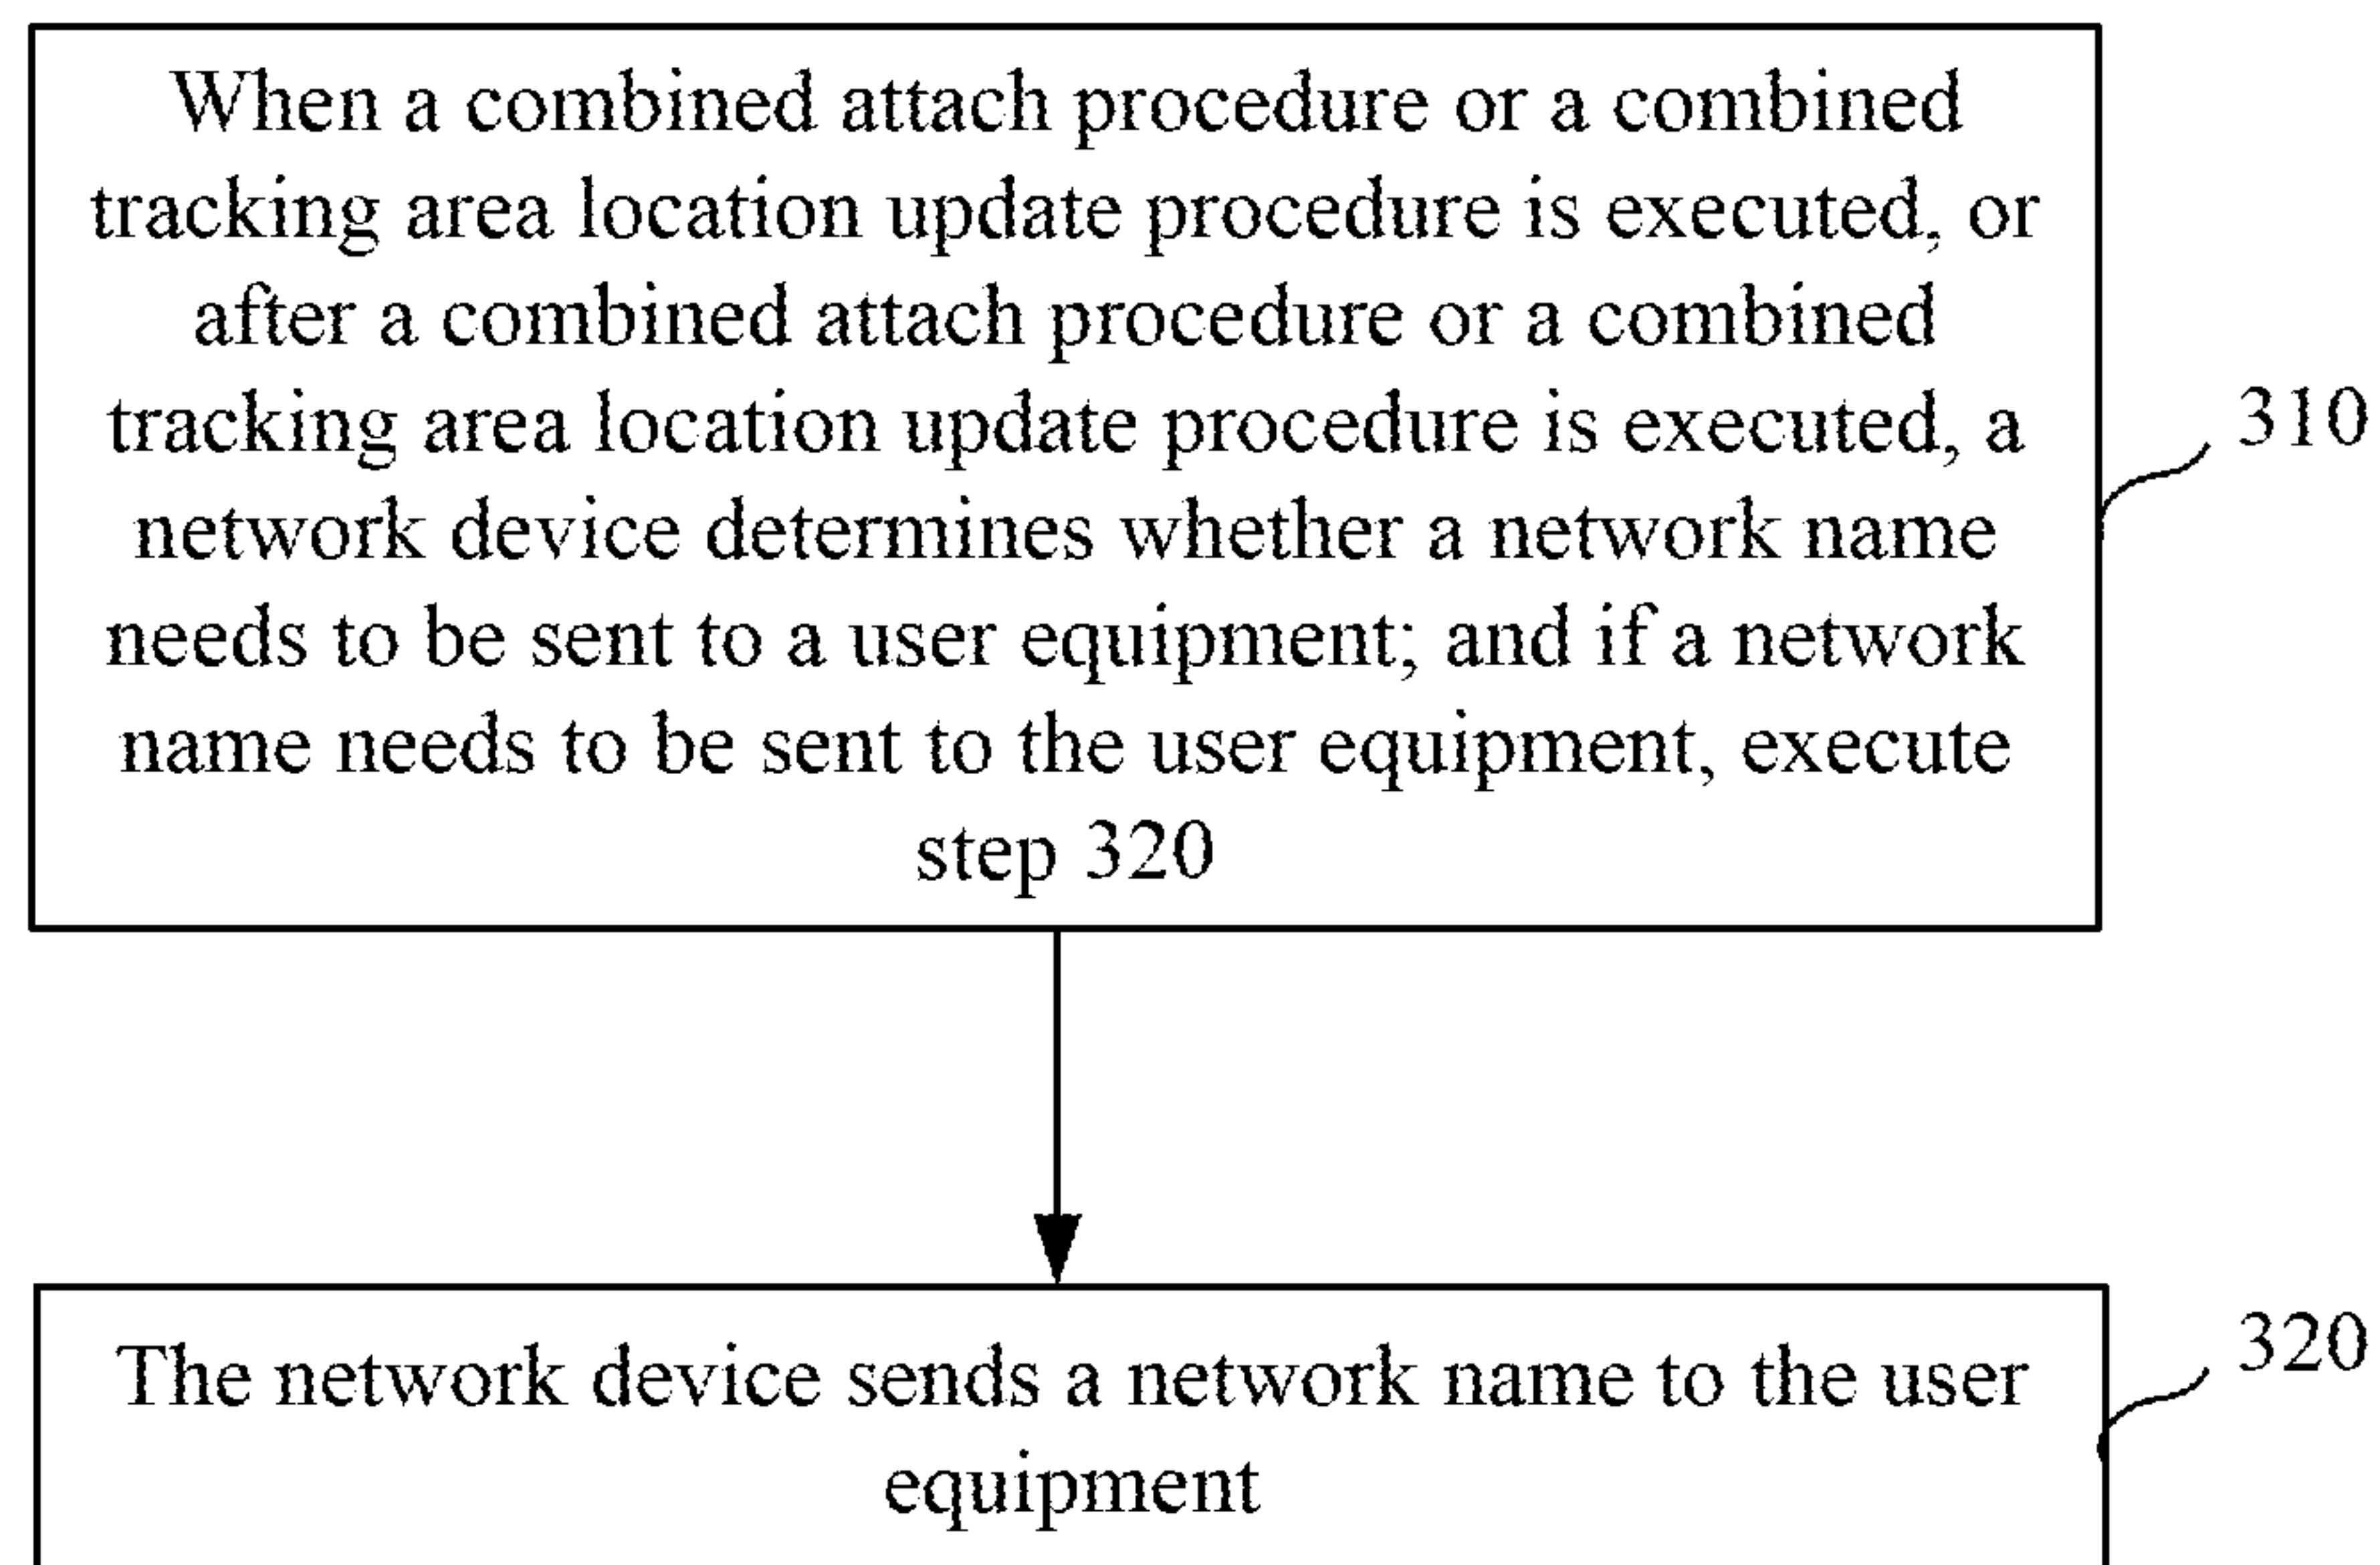 When a combined attach procedure or a combined
tracking area location update procedure is executed, or
after a combined attach procedure or a combined
tracking area location update procedure is executed, a
network device determines whether a network name
needs to be sent to a user equipment; and if a network
name needs to be sent to the user equipment, execute
step 320
310
The network device sends a network name to the user
equipment
320